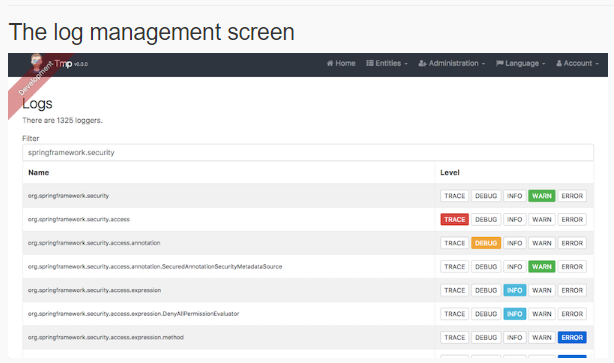 The log management screen
Development
Tmp v0.0.0 Home Entities Administration Language Account
Logs
There are 1325 loggers.
Filter
springframework.security
Name Level
org.springframework.security TRACE DEBUG INFO WARN ERROR
org.springframework.security.access TRACE DEBUG INFO WARN ERROR
org.springframework.security.access.annotation TRACE DEBUG INFO WARN ERROR
org.springframework.security.access.annotation.SecuredAnnotationSecurityMetadataSource TRACE DEBUG INFO WARN ERROR
org.springframework.security.access.expression TRACE DEBUG INFO WARN ERROR
org.springframework.security.access.expression.DenyAllPermissionEvaluator TRACE DEBUG INFO WARN ERROR
org.springframework.security.access.expression.method TRACE DEBUG INFO WARN ERROR